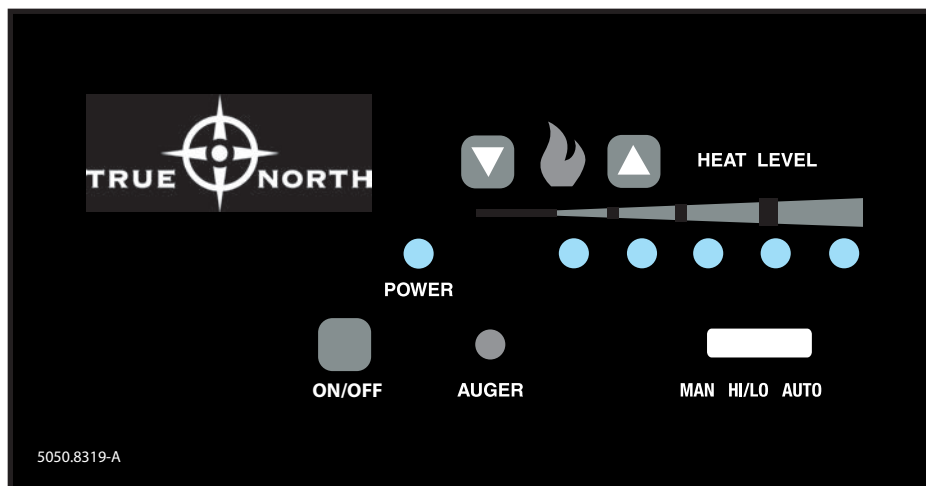 TRUE NORTH
HEAT LEVEL
POWER
ON/OFF
AUGER
MAN HI/LO AUTO
5050.8319-A